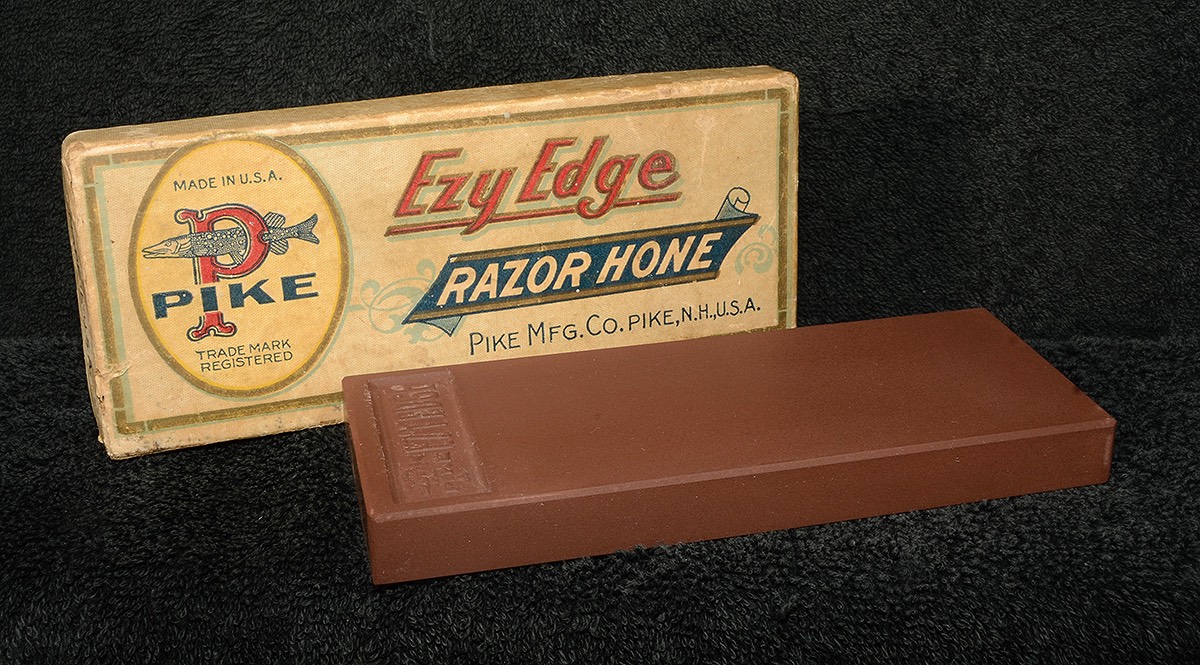 MADE IN U.S.A.
P
PIKE
TRADE MARK
REGISTERED
Ezy Edge
RAZOR HONE
PIKE MFG. CO. PIKE, N.H., U.S.A.